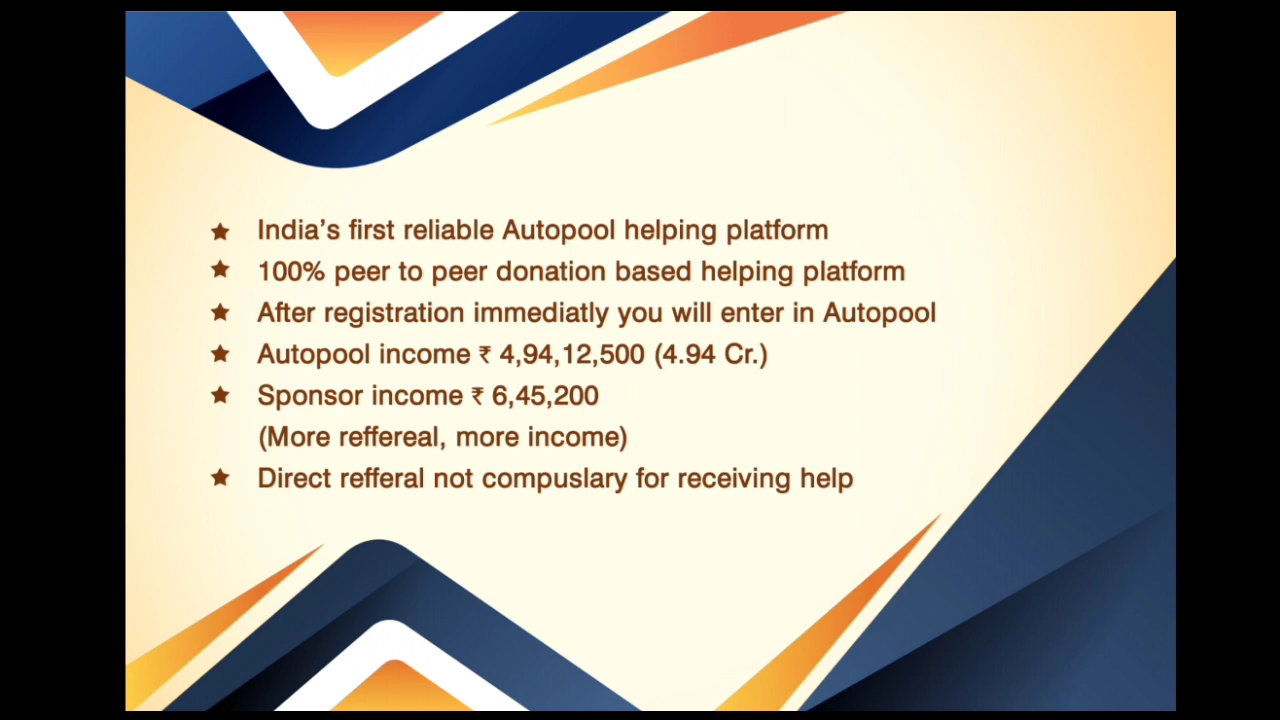 ★ India's first reliable Autopool helping platform
★ 100% peer to peer donation based helping platform
★ After registration immediatly you will enter in Autopool
★ Autopool income ₹ 4,94,12,500 (4.94 Cr.)
★ Sponsor income ₹ 6,45,200
(More reffereal, more income)
★ Direct refferal not compuslary for receiving help